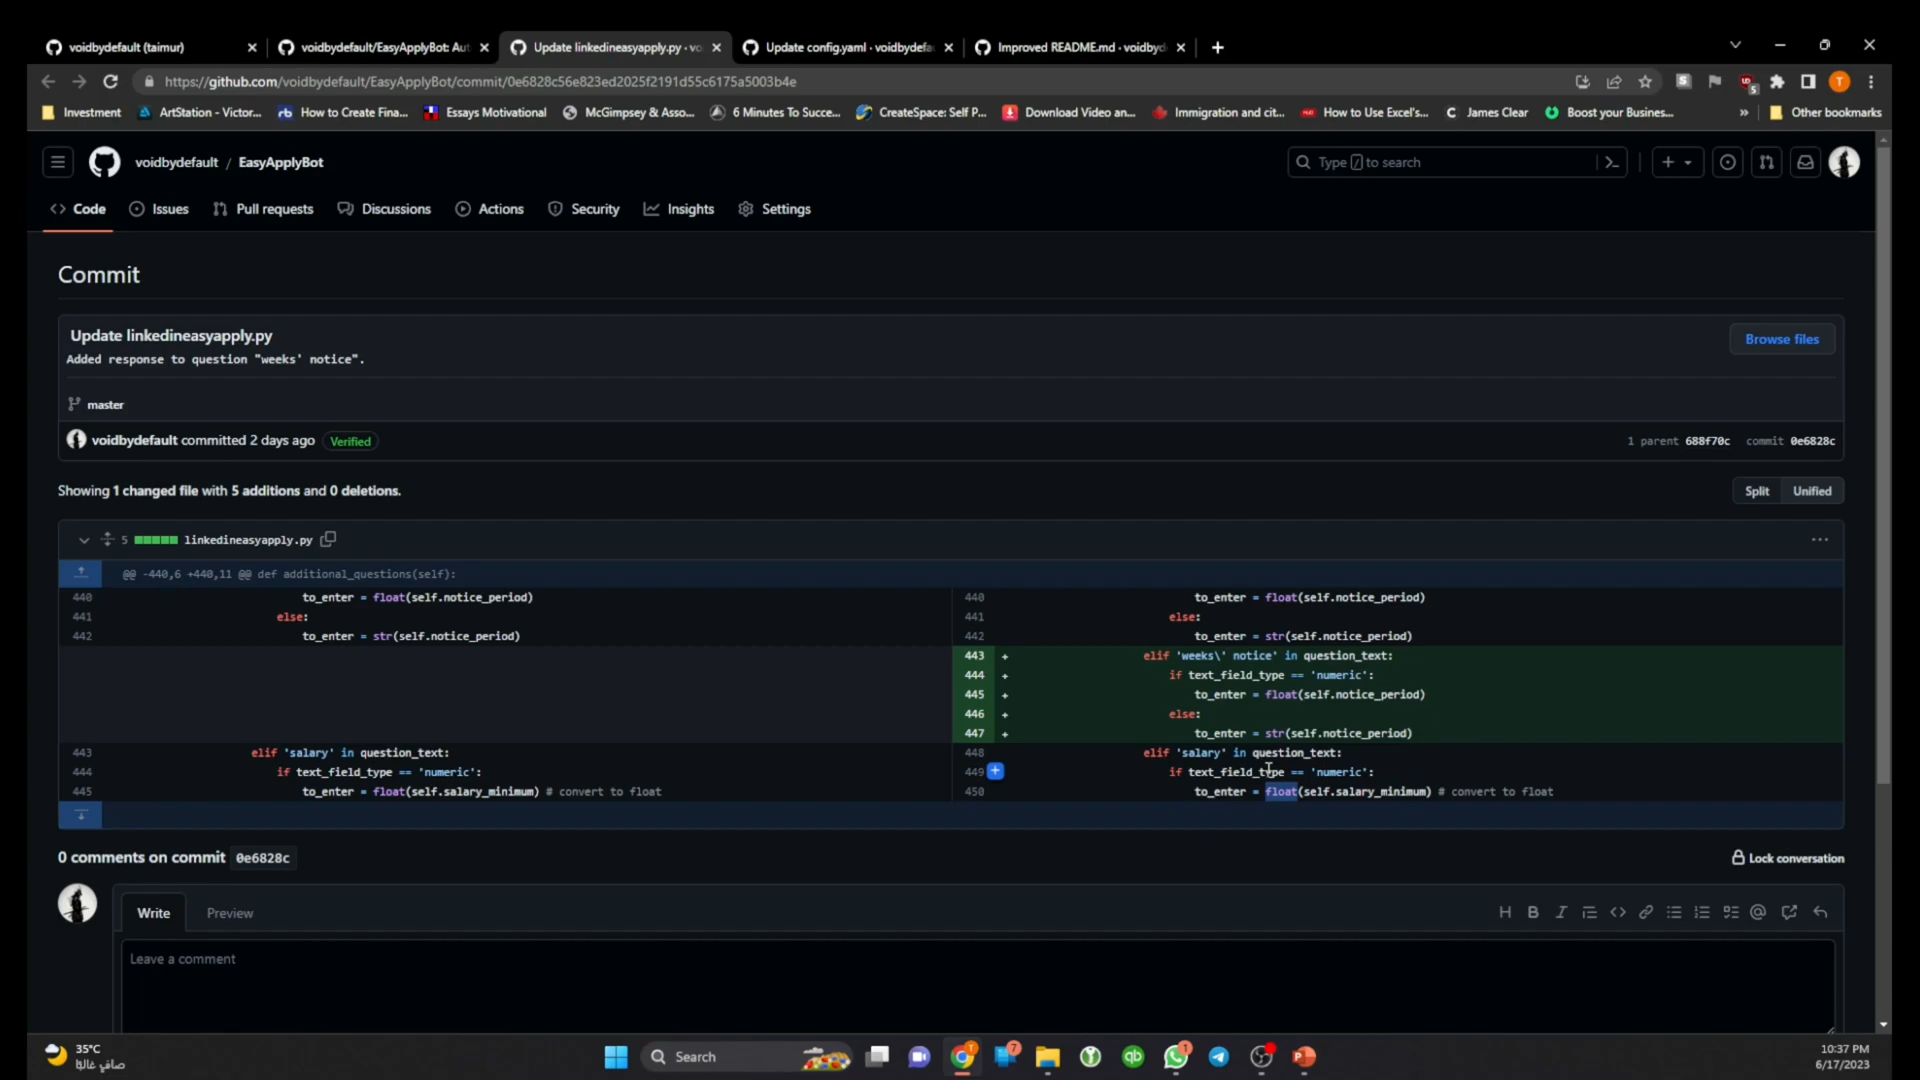 voidbydefault (taimur)
voidbydefault/EasyApplyBot: Aut
Update linkedineasyapply.py · vo
Update config.yaml · voidbydefa
Improved README.md · voidbyd
https://github.com/voidbydefault/EasyApplyBot/commit/0e6828c56e823ed2025f2191d55c6175a5003b4e
Investment
ArtStation - Victor...
How to Create Fina...
Essays Motivational
McGimpsey & Asso...
6 Minutes To Succe...
CreateSpace: Self P...
Download Video an...
Immigration and cit...
How to Use Excel's...
James Clear
Boost your Busines...
»
Other bookmarks
voidbydefault / EasyApplyBot
Type / to search
Code
Issues
Pull requests
Discussions
Actions
Security
Insights
Settings
Commit
Update linkedineasyapply.py
Added response to question "weeks' notice".
Browse files
master
voidbydefault committed 2 days ago Verified
1 parent 688f70c commit 0e6828c
Showing 1 changed file with 5 additions and 0 deletions.
Split Unified
5 linkedineasyapply.py
@@ -440,6 +440,11 @@ def additional_questions(self):
440 to_enter = float(self.notice_period) 440 to_enter = float(self.notice_period)
441 else: 441 else:
442 to_enter = str(self.notice_period) 442 to_enter = str(self.notice_period)
443 + elif 'weeks\' notice' in question_text:
444 + if text_field_type == 'numeric':
445 + to_enter = float(self.notice_period)
446 + else:
447 + to_enter = str(self.notice_period)
443 elif 'salary' in question_text: 448 elif 'salary' in question_text:
444 if text_field_type == 'numeric': 449 if text_field_type == 'numeric':
445 to_enter = float(self.salary_minimum) # convert to float 450 to_enter = float(self.salary_minimum) # convert to float
0 comments on commit 0e6828c
Lock conversation
Write Preview
Leave a comment
35°C
صافٍ غالبًا
Search
7
1
10:37 PM
6/17/2023